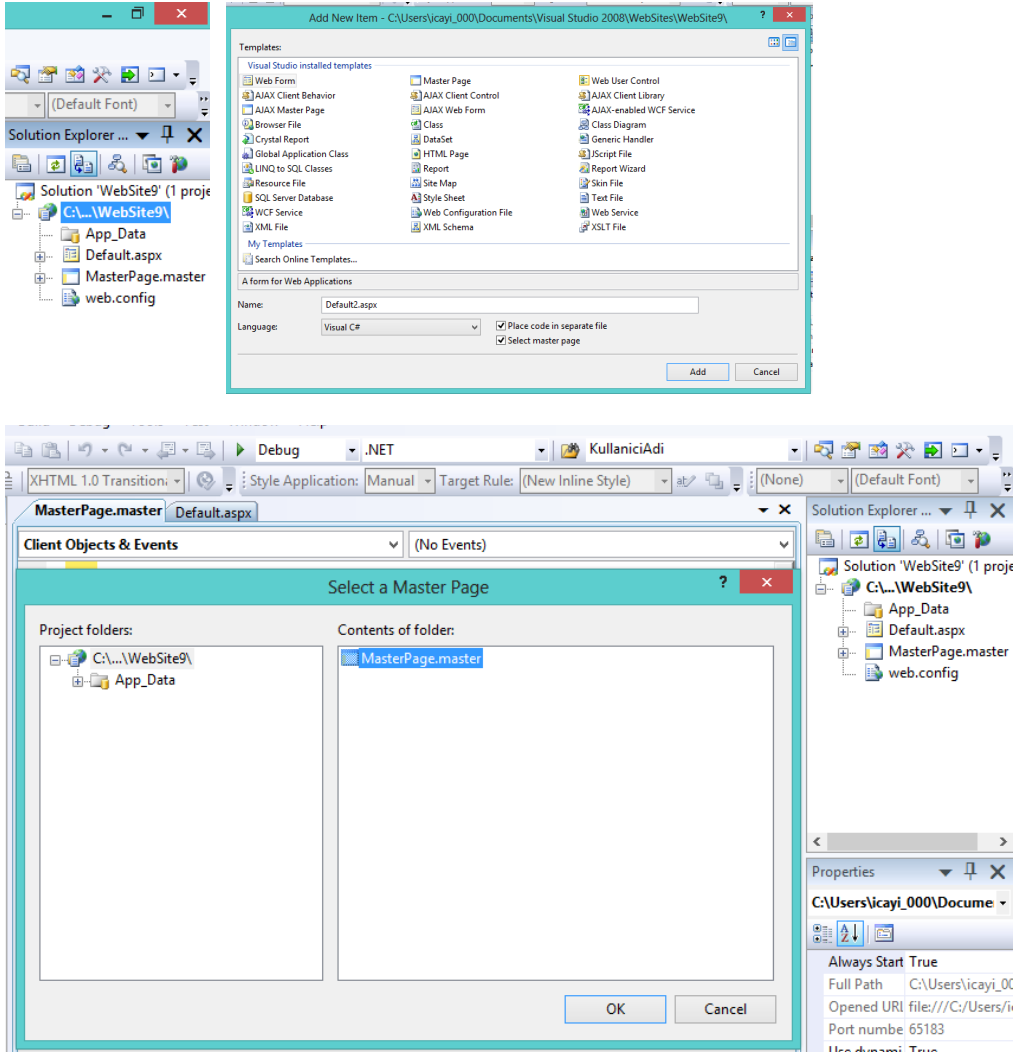 (Default Font)
Solution Explorer ...
Solution 'WebSite9' (1 proje
C:\...\WebSite9\
App_Data
Default.aspx
MasterPage.master
web.config
Add New Item - C:\Users\icayi_000\Documents\Visual Studio 2008\WebSites\WebSite9\
Templates:
Visual Studio installed templates
Web Form Master Page Web User Control
AJAX Client Behavior AJAX Client Control AJAX Client Library
AJAX Master Page AJAX Web Form AJAX-enabled WCF Service
Browser File Class Class Diagram
Crystal Report DataSet Generic Handler
Global Application Class HTML Page JScript File
LINQ to SQL Classes Report Report Wizard
Resource File Site Map Skin File
SQL Server Database Style Sheet Text File
WCF Service Web Configuration File Web Service
XML File XML Schema XSLT File
My Templates
Search Online Templates...
A form for Web Applications
Name: Default2.aspx
Language: Visual C# Place code in separate file
Select master page
Add Cancel
Debug .NET KullaniciAdi
XHTML 1.0 Transition Style Application: Manual Target Rule: (New Inline Style) (None) (Default Font)
MasterPage.master Default.aspx
Client Objects & Events (No Events)
Select a Master Page
Project folders: Contents of folder:
C:\...\WebSite9\ MasterPage.master
App_Data
OK Cancel
Solution Explorer ...
Solution 'WebSite9' (1 proje
C:\...\WebSite9\
App_Data
Default.aspx
MasterPage.master
web.config
Properties
C:\Users\icayi_000\Docume
Always Start True
Full Path C:\Users\icayi_00
Opened URL file:///C:/Users/i
Port numbe 65183
Use dynami True